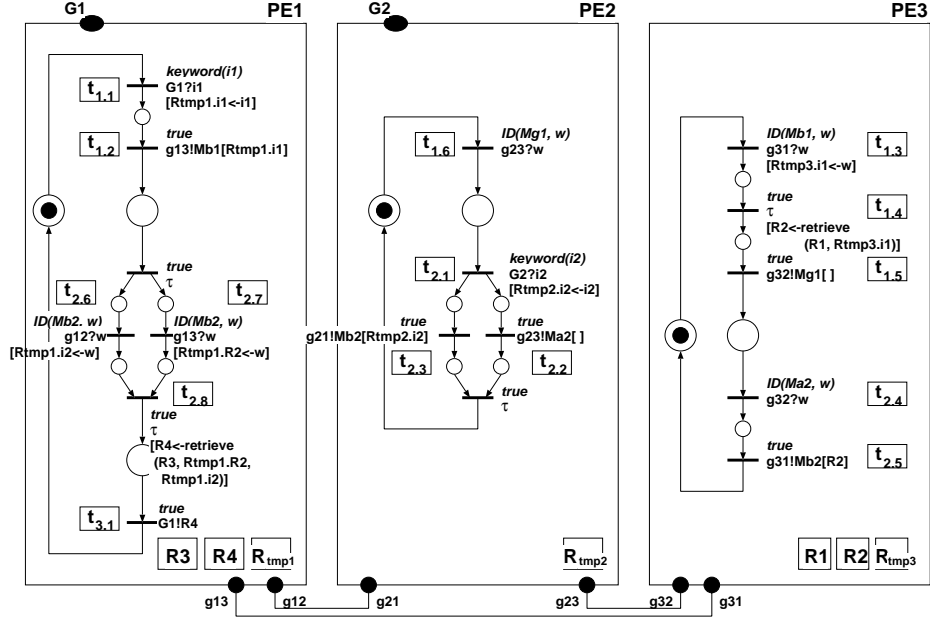 G1
PE1
keyword(i1)
t1.1
G1?i1
[Rtmp1.i1<-i1]
true
t1.2
g13!Mb1[Rtmp1.i1]
true
τ
t2.6
t2.7
ID(Mb2, w)
g12?w
[Rtmp1.i2<-w]
ID(Mb2, w)
g13?w
[Rtmp1.R2<-w]
t2.8
true
τ
[R4<-retrieve
(R3, Rtmp1.R2,
Rtmp1.i2)]
t3.1
true
G1!R4
R3
R4
Rtmp1
g13
g12
G2
PE2
ID(Mg1, w)
t1.6
g23?w
keyword(i2)
t2.1
G2?i2
[Rtmp2.i2<-i2]
true
g21!Mb2[Rtmp2.i2]
true
g23!Ma2[ ]
t2.3
t2.2
true
τ
Rtmp2
g21
g23
PE3
ID(Mb1, w)
g31?w
t1.3
[Rtmp3.i1<-w]
true
τ
t1.4
[R2<-retrieve
(R1, Rtmp3.i1)]
true
g32!Mg1[ ]
t1.5
ID(Ma2, w)
g32?w
t2.4
true
g31!Mb2[R2]
t2.5
R1
R2
Rtmp3
g32
g31